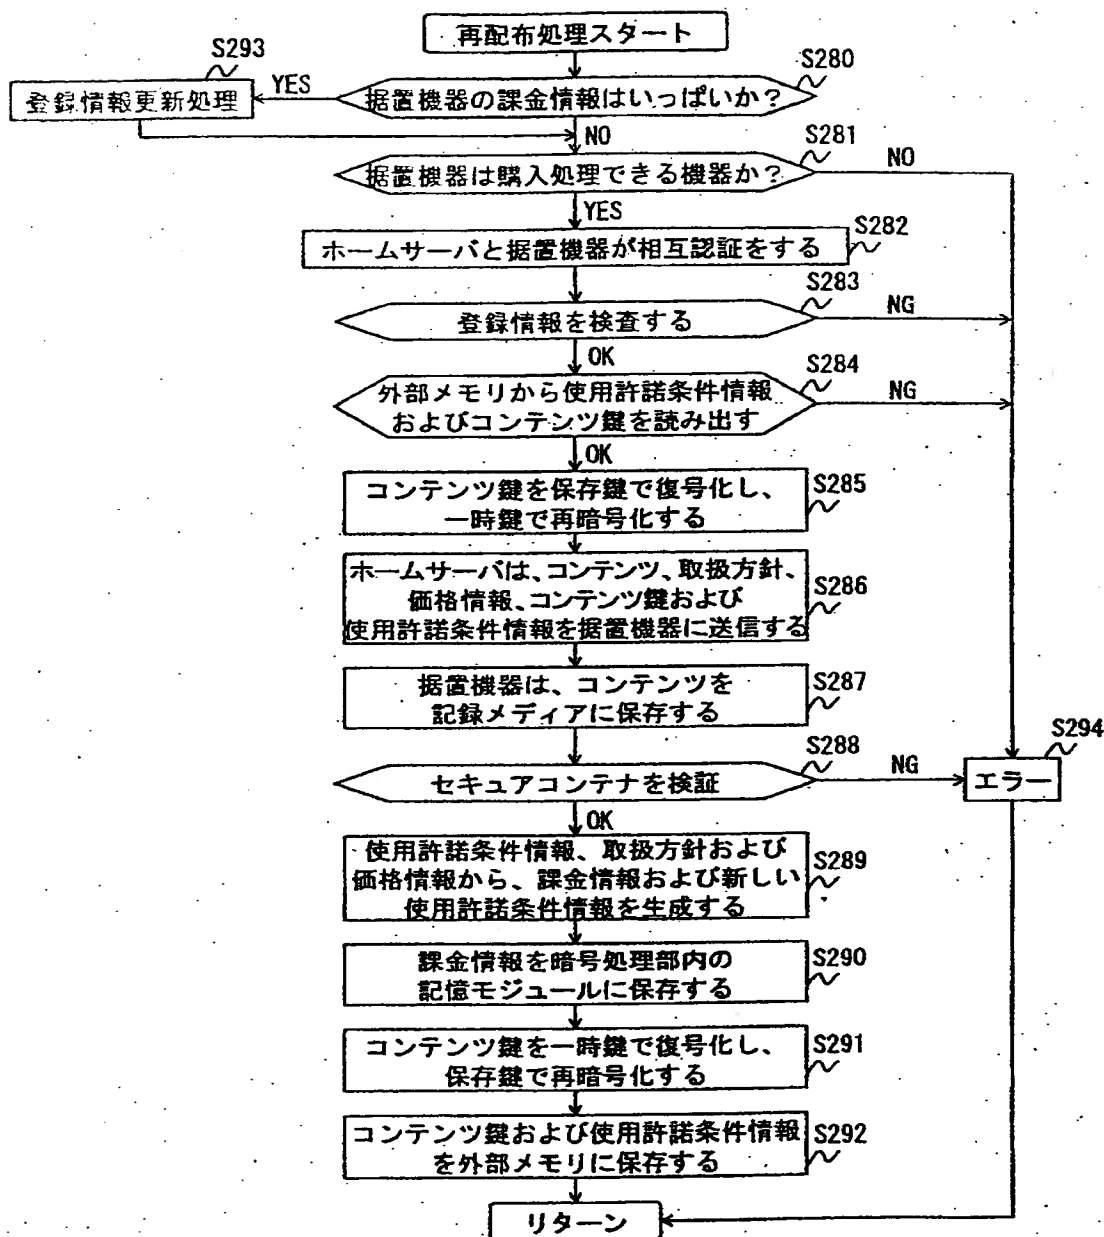 再配布処理スタート
S293
S280
登録情報更新処理
YES
据置機器の課金情報はいっぱいか?
NO
S281
据置機器は購入処理できる機器か?
NO
YES
S282
ホームサーバと据置機器が相互認証をする
S283
登録情報を検査する
NG
OK
S284
外部メモリから使用許諾条件情報
およびコンテンツ鍵を読み出す
NG
OK
コンテンツ鍵を保存鍵で復号化し、
一時鍵で再暗号化する
S285
ホームサーバは、コンテンツ、取扱方針、
価格情報、コンテンツ鍵および
使用許諾条件情報を据置機器に送信する
S286
据置機器は、コンテンツを
記録メディアに保存する
S287
S288
セキュアコンテナを検証
NG
S294
エラー
OK
使用許諾条件情報、取扱方針および
価格情報から、課金情報および新しい
使用許諾条件情報を生成する
S289
課金情報を暗号処理部内の
記憶モジュールに保存する
S290
コンテンツ鍵を一時鍵で復号化し、
保存鍵で再暗号化する
S291
コンテンツ鍵および使用許諾条件情報
を外部メモリに保存する
S292
リターン